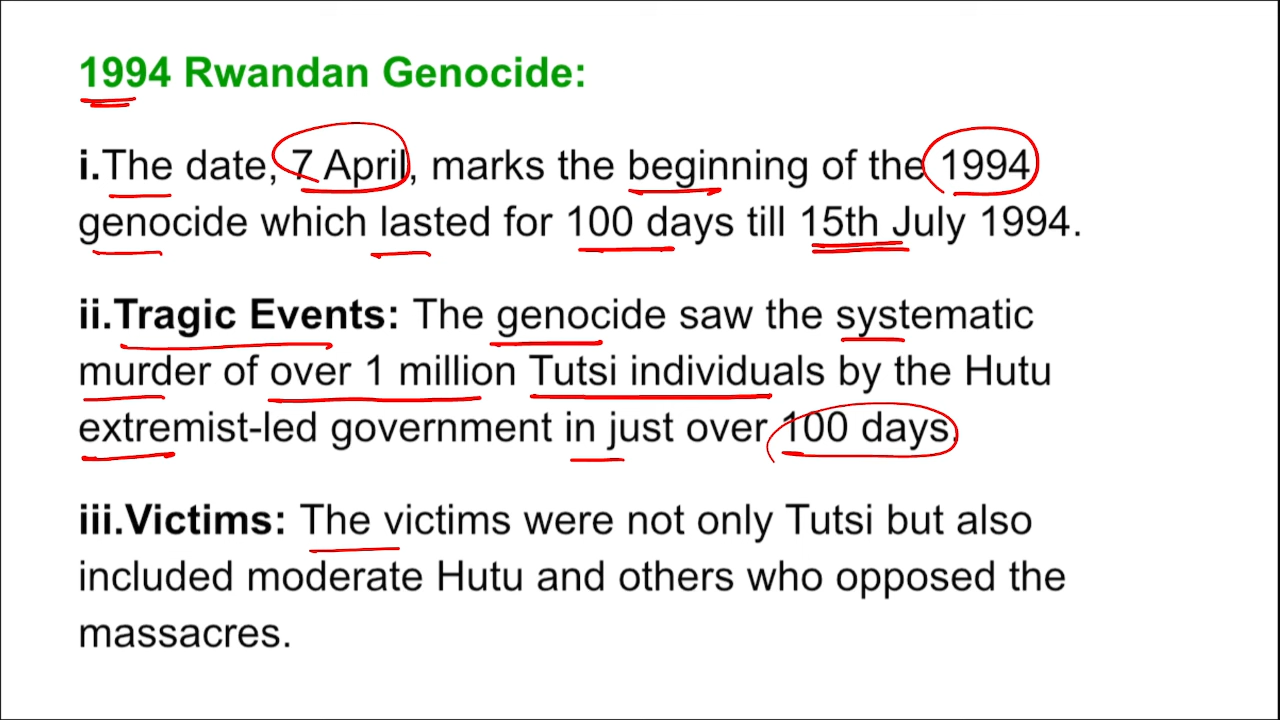 1994 Rwandan Genocide:
i.The date, 7 April, marks the beginning of the 1994
genocide which lasted for 100 days till 15th July 1994.
ii.Tragic Events: The genocide saw the systematic
murder of over 1 million Tutsi individuals by the Hutu
extremist-led government in just over 100 days.
iii.Victims: The victims were not only Tutsi but also
included moderate Hutu and others who opposed the
massacres.